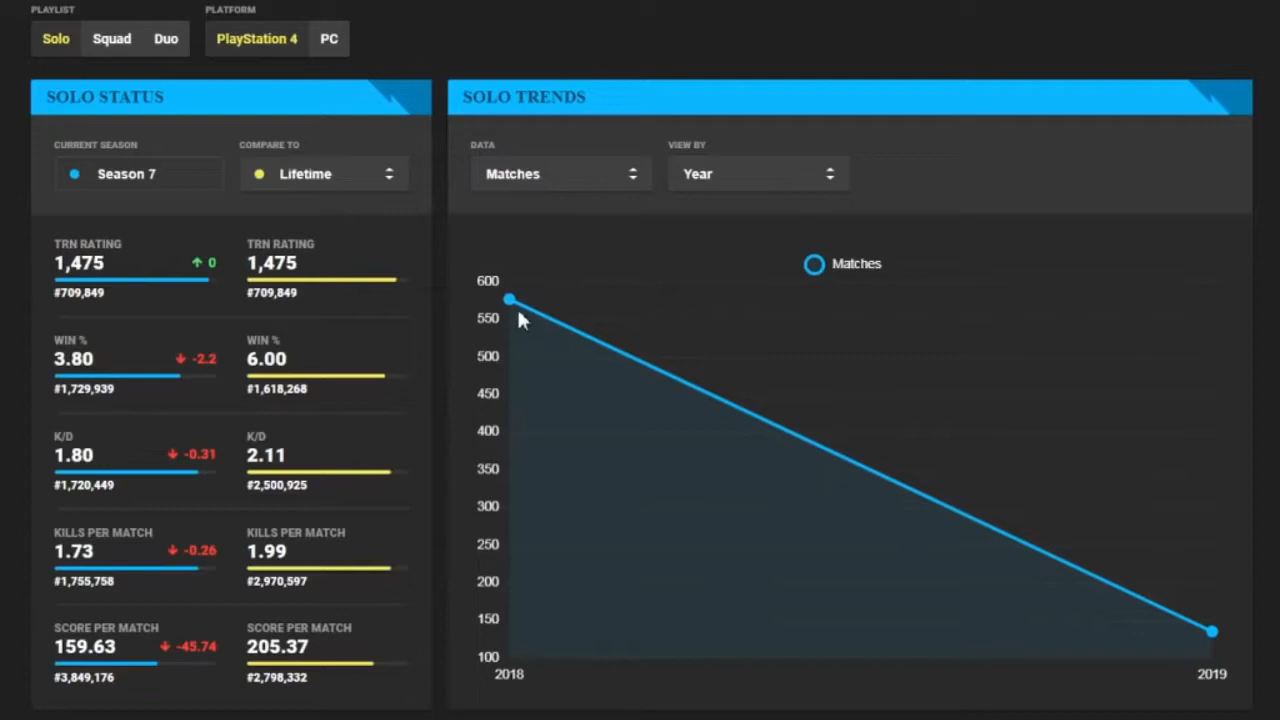 PLAYLIST
PLATFORM
Solo Squad Duo
PlayStation 4 PC
SOLO STATUS
CURRENT SEASON
COMPARE TO
Season 7
Lifetime
TRN RATING
TRN RATING
1,475 0
1,475
#709,849
#709,849
WIN %
WIN %
3.80 -2.2
6.00
#1,729,939
#1,618,268
K/D
K/D
1.80 -0.31
2.11
#1,720,449
#2,500,925
KILLS PER MATCH
KILLS PER MATCH
1.73 -0.26
1.99
#1,755,758
#2,970,597
SCORE PER MATCH
SCORE PER MATCH
159.63 -45.74
205.37
#3,849,176
#2,798,332
SOLO TRENDS
DATA
VIEW BY
Matches
Year
Matches
600
550
500
450
400
350
300
250
200
150
100
2018
2019